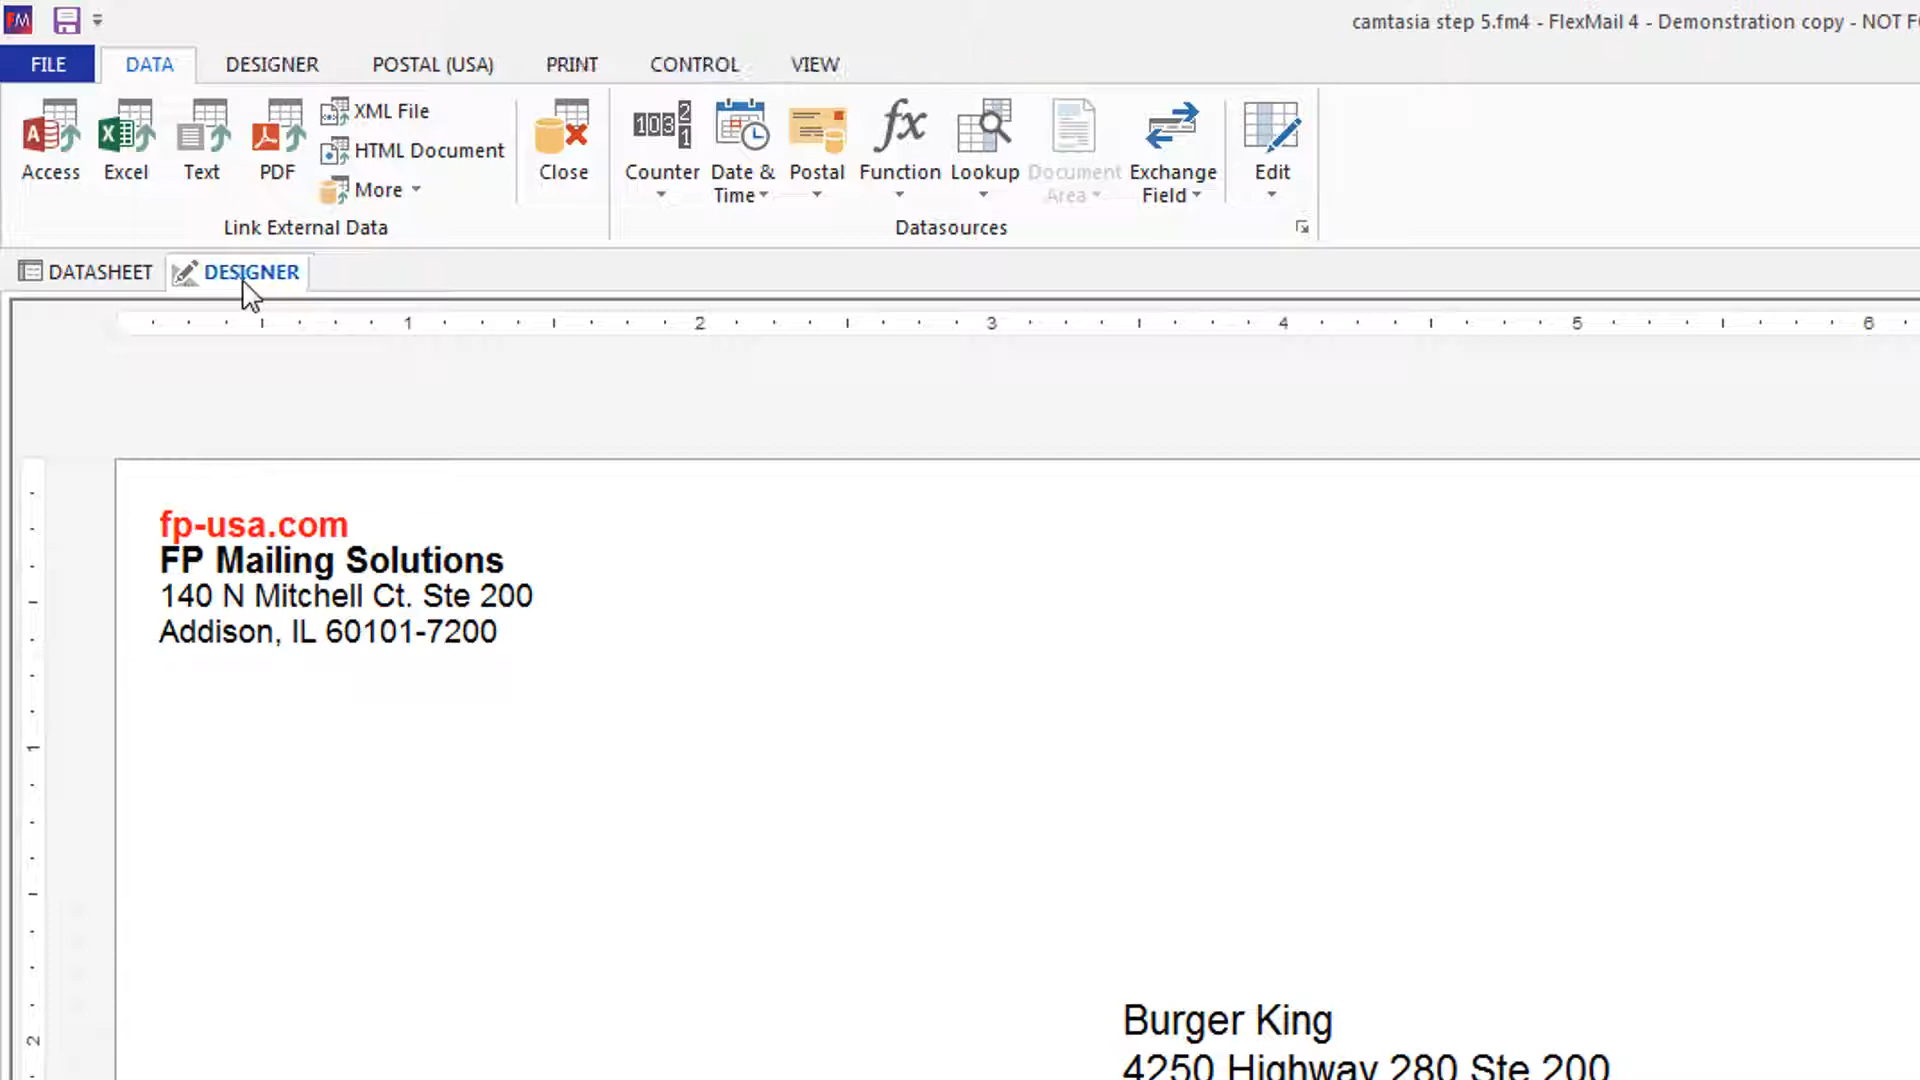 FM
camtasia step 5.fm4 - FlexMail 4 - Demonstration copy - NOT
FILE DATA DESIGNER POSTAL (USA) PRINT CONTROL VIEW
Access Excel Text PDF XML File HTML Document More Close
Counter Date & Time Postal Function Lookup Document Area Exchange Field Edit
Link External Data Datasources
DATASHEET DESIGNER
1 2 3 4 5 6
fp-usa.com
FP Mailing Solutions
140 N Mitchell Ct. Ste 200
Addison, IL 60101-7200
1
2
Burger King
4250 Highway 280 Ste 200